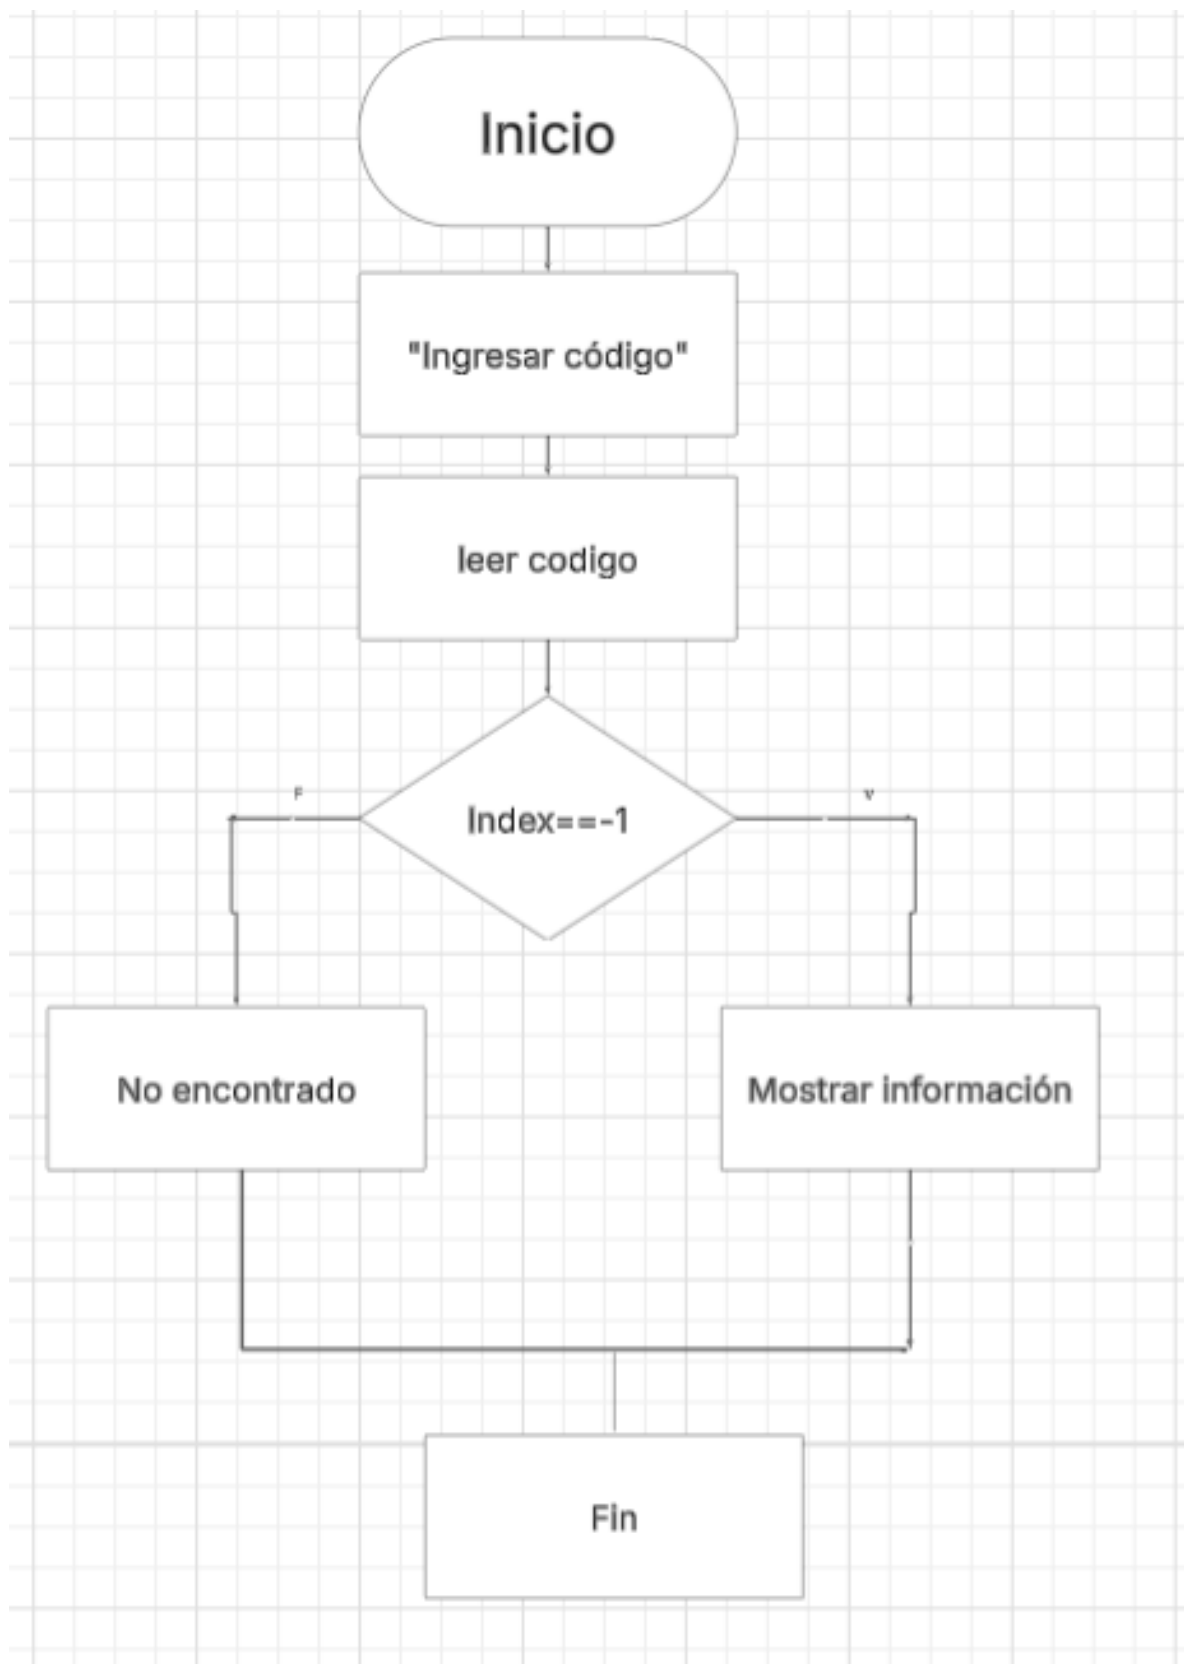 Inicio
"Ingresar código"
leer codigo
F
v
Index==-1
No encontrado
Mostrar información
Fin